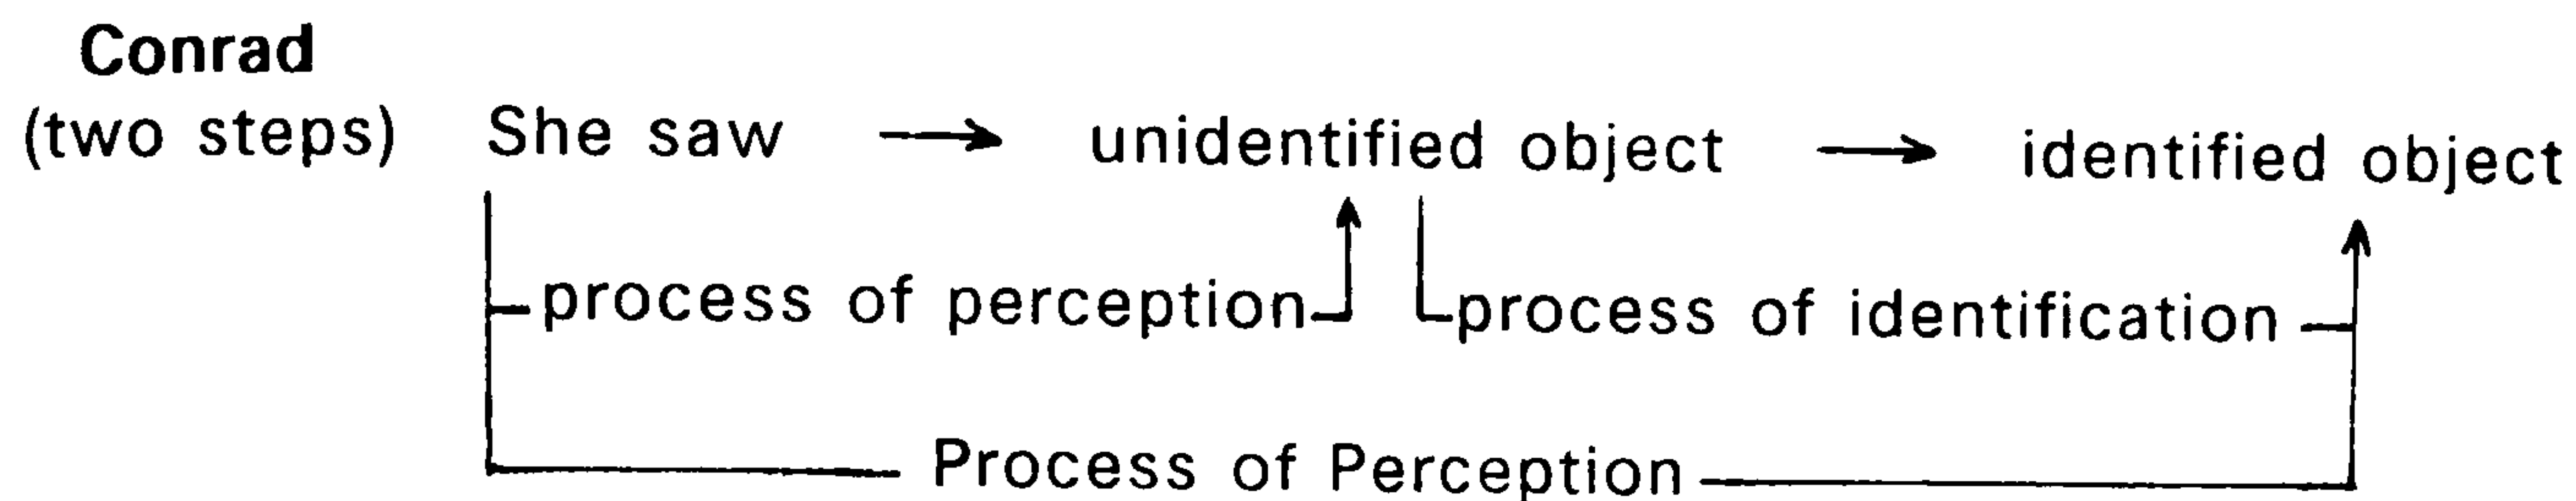 Conrad
(two steps) She saw → unidentified object → identified object
process of perception process of identification
Process of Perception